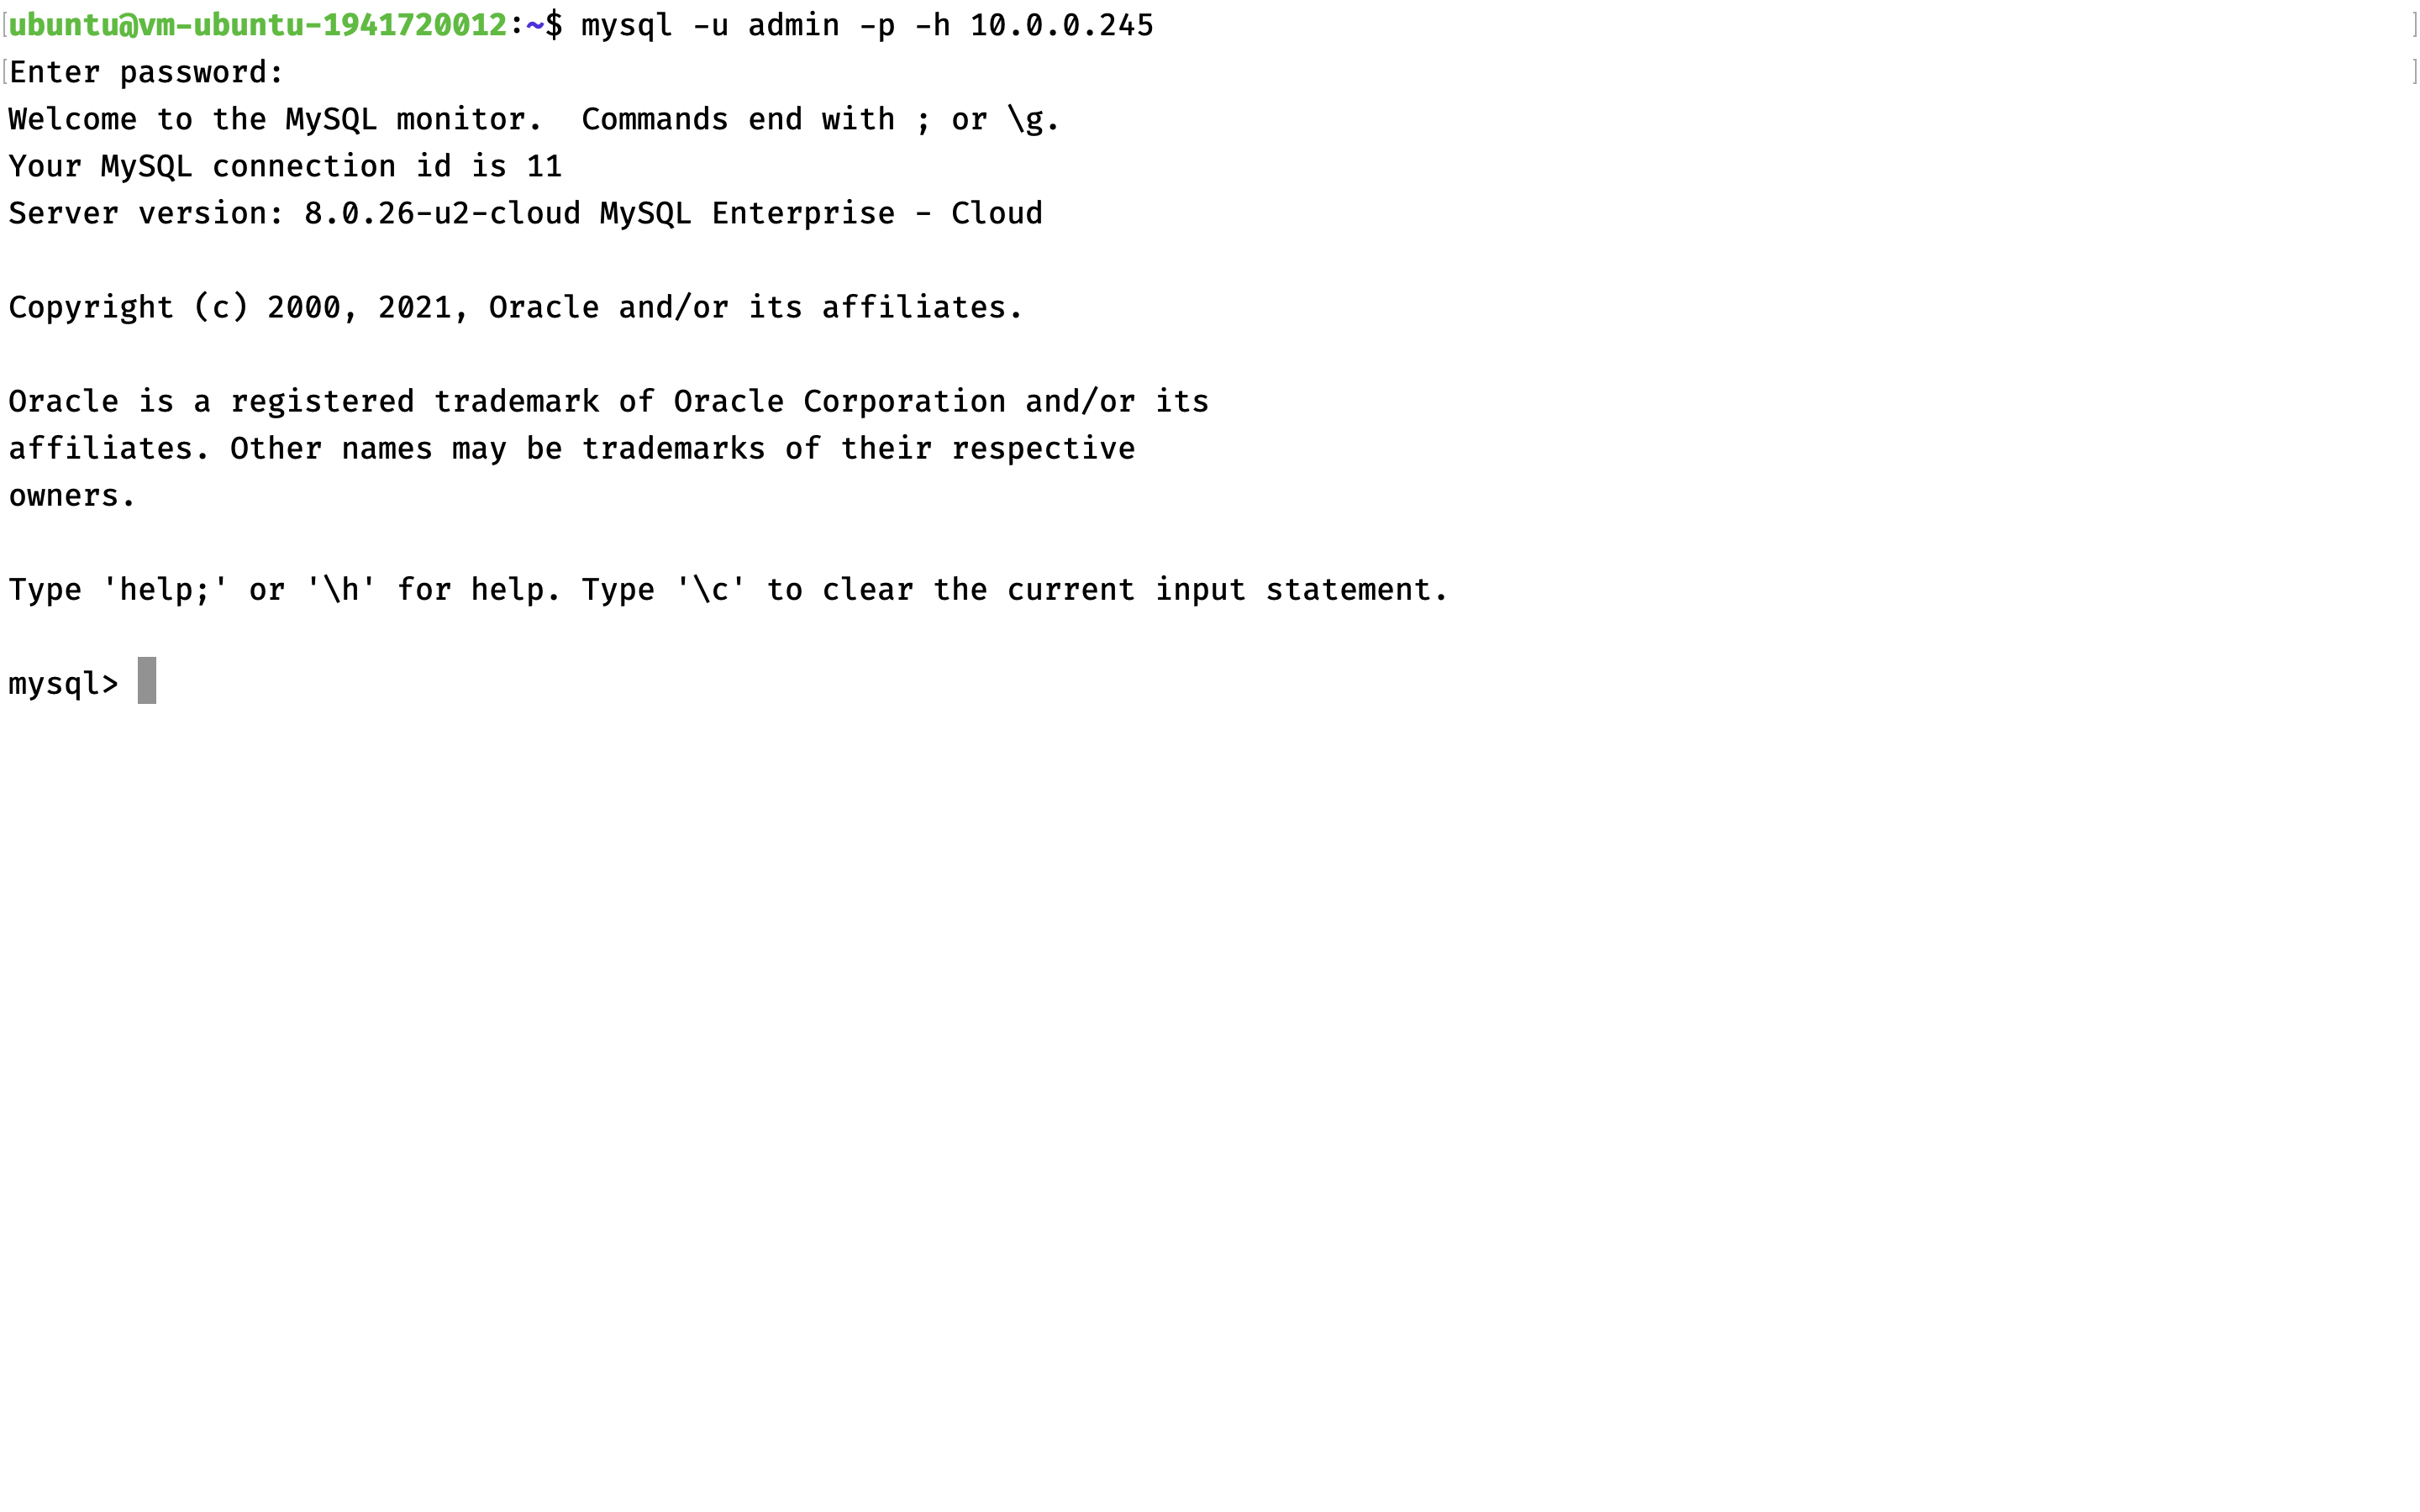 ubuntu@vm-ubuntu-1941720012:~$ mysql -u admin -p -h 10.0.0.245
Enter password:
Welcome to the MySQL monitor.  Commands end with ; or \g.
Your MySQL connection id is 11
Server version: 8.0.26-u2-cloud MySQL Enterprise - Cloud
Copyright (c) 2000, 2021, Oracle and/or its affiliates.
Oracle is a registered trademark of Oracle Corporation and/or its
affiliates. Other names may be trademarks of their respective
owners.
Type 'help;' or '\h' for help. Type '\c' to clear the current input statement.
mysql>